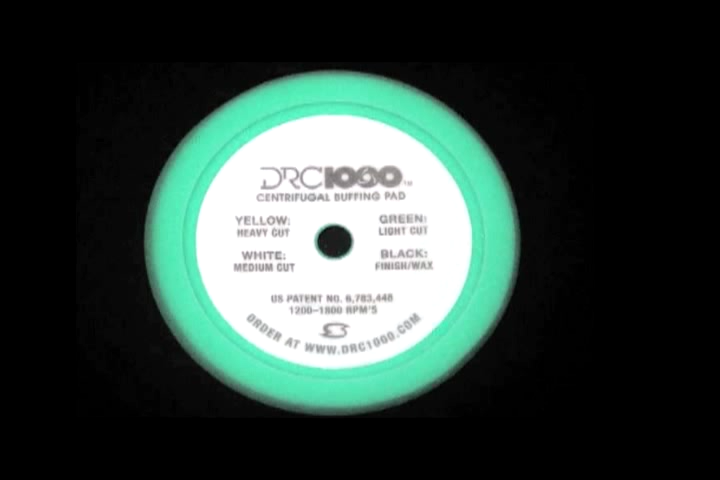 DRC1000™
CENTRIFUGAL BUFFING PAD
YELLOW:
HEAVY CUT
GREEN:
LIGHT CUT
WHITE:
MEDIUM CUT
BLACK:
FINISH/WAX
US PATENT NO. 6,783,448
1200-1800 RPM'S
ORDER AT WWW.DRC1000.COM